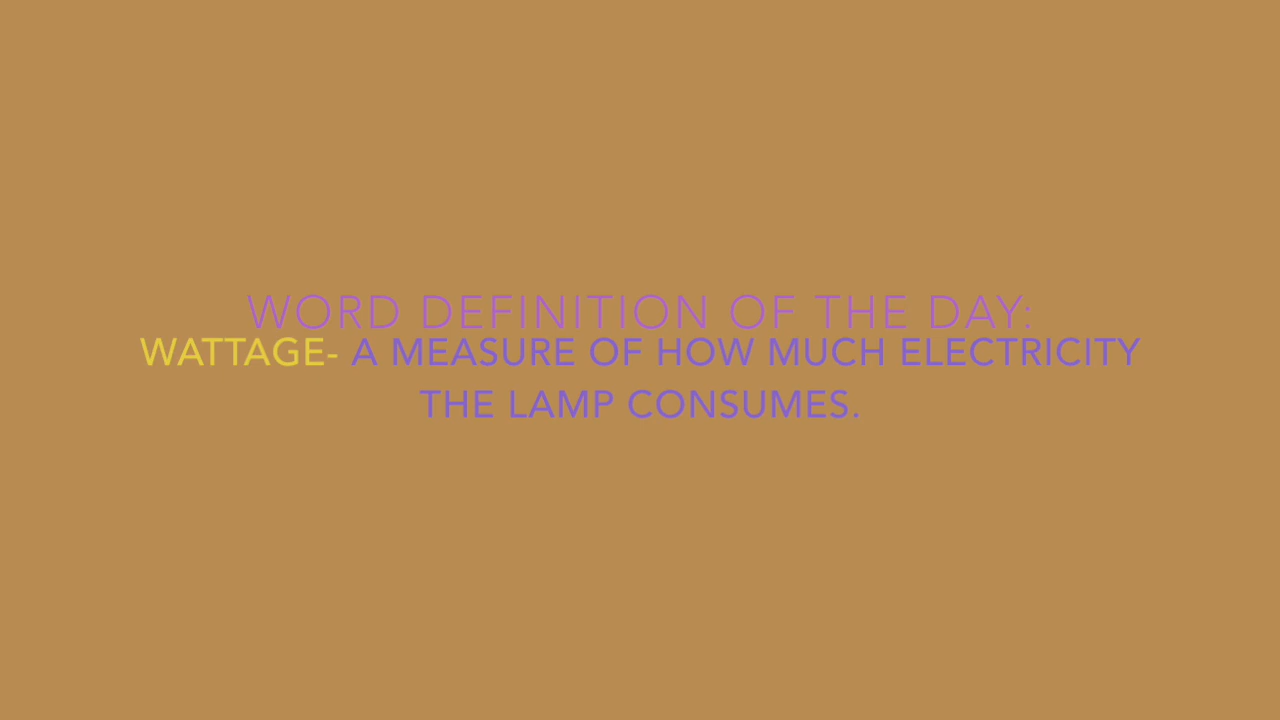 WORD DEFINITION OF THE DAY:
WATTAGE- A MEASURE OF HOW MUCH ELECTRICITY
THE LAMP CONSUMES.